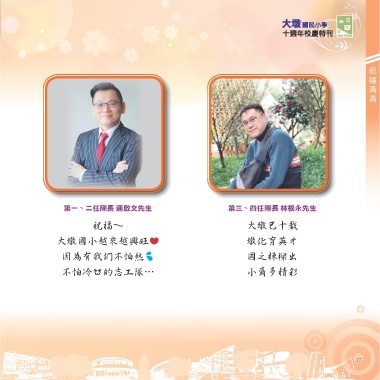 大墩國民小學
十週年校慶特刊
祝福滿滿
第一、二任隊長 連啟文先生
祝福～
大墩國小越來越興旺
因為有我們不怕熱
不怕冷的志工隊…
第三、四任隊長 林根永先生
大墩已十載
墩化育英才
國之棟樑出
小苗多精彩
17